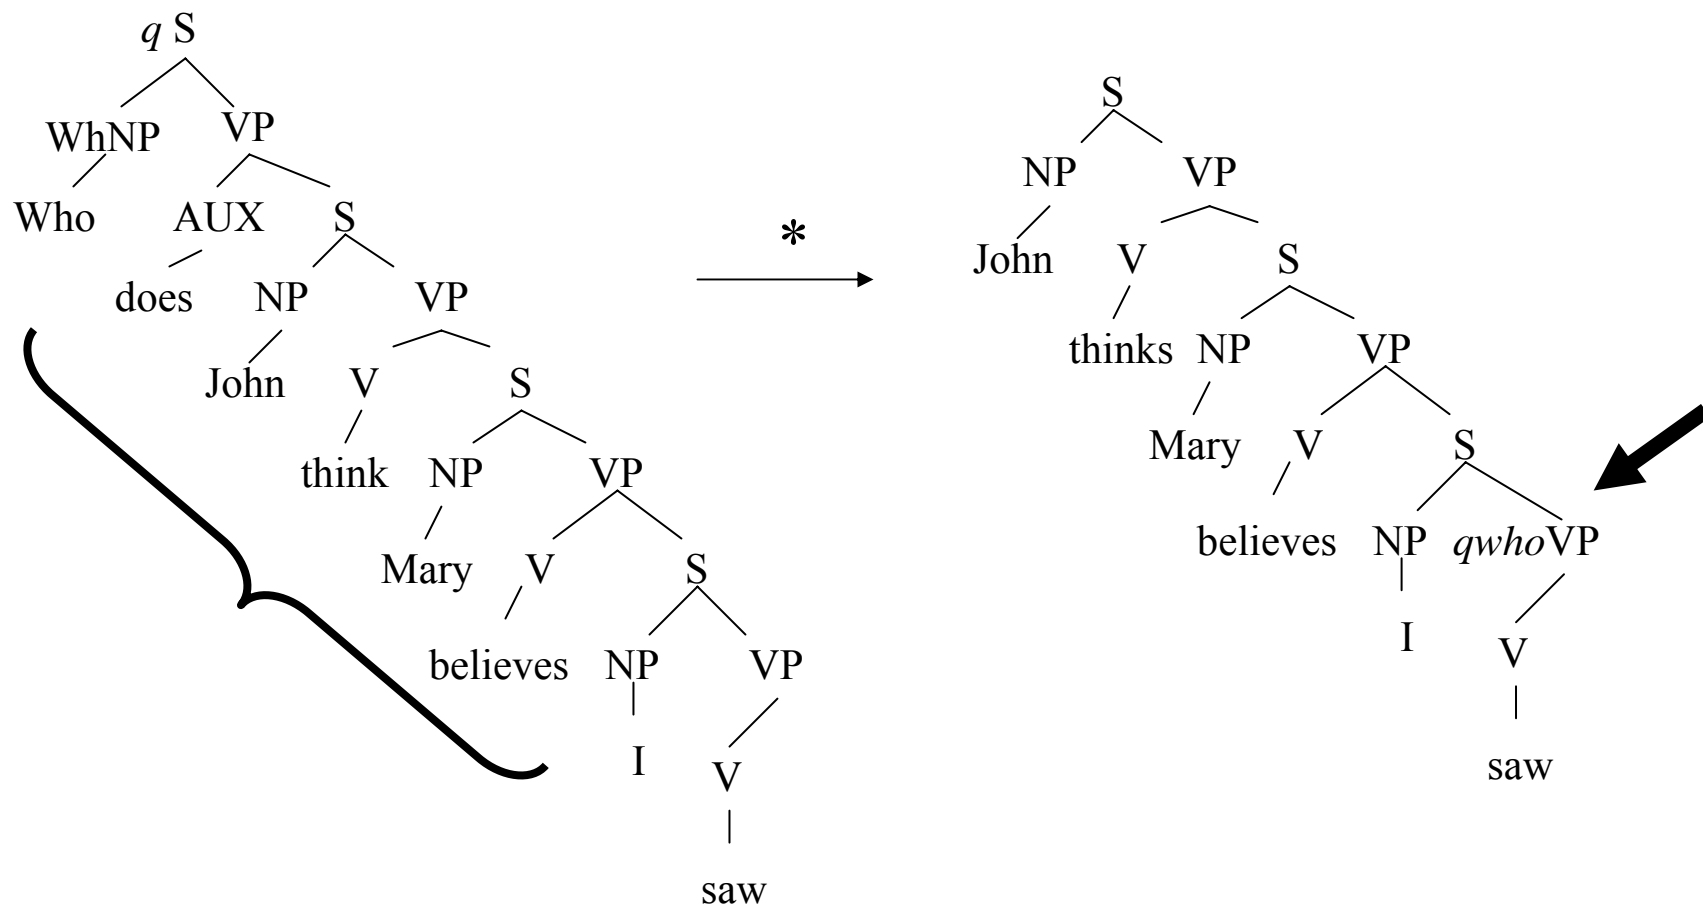 q S
S
WhNP VP
NP VP
Who AUX S
*
John V S
does NP VP
thinks NP VP
John V S
Mary V S
think NP VP
believes NP qwhoVP
Mary V S
I V
believes NP VP
saw
I V
saw